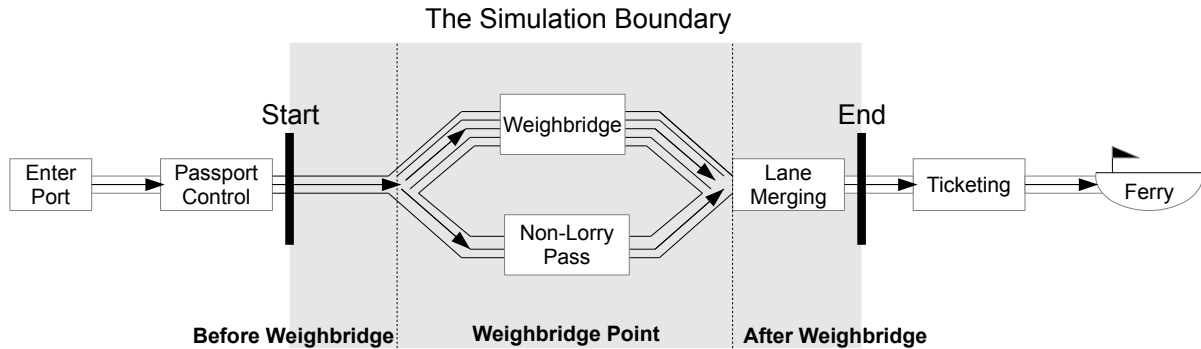 The Simulation Boundary
Start
End
Enter
Port
Passport
Control
Weighbridge
Non-Lorry
Pass
Lane
Merging
Ticketing
Ferry
Before Weighbridge
Weighbridge Point
After Weighbridge